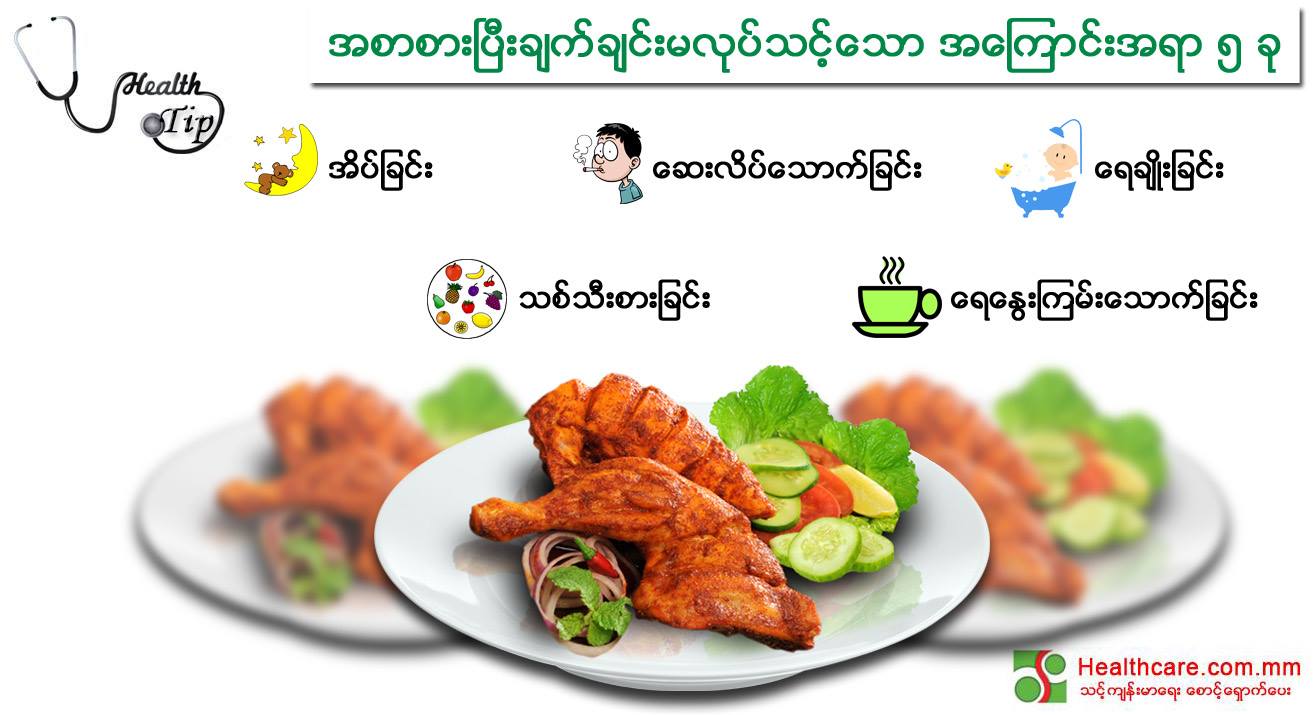 Health
Tip
အစာစားပြီးချက်ချင်းမလုပ်သင့်သော အကြောင်းအရာ ၅ ခု
အိပ်ခြင်း
ဆေးလိပ်သောက်ခြင်း
ရေချိုးခြင်း
သစ်သီးစားခြင်း
ရေနွေးကြမ်းသောက်ခြင်း
Healthcare.com.mm
သင့်ကျန်းမာရေး စောင့်ရှောက်ပေး